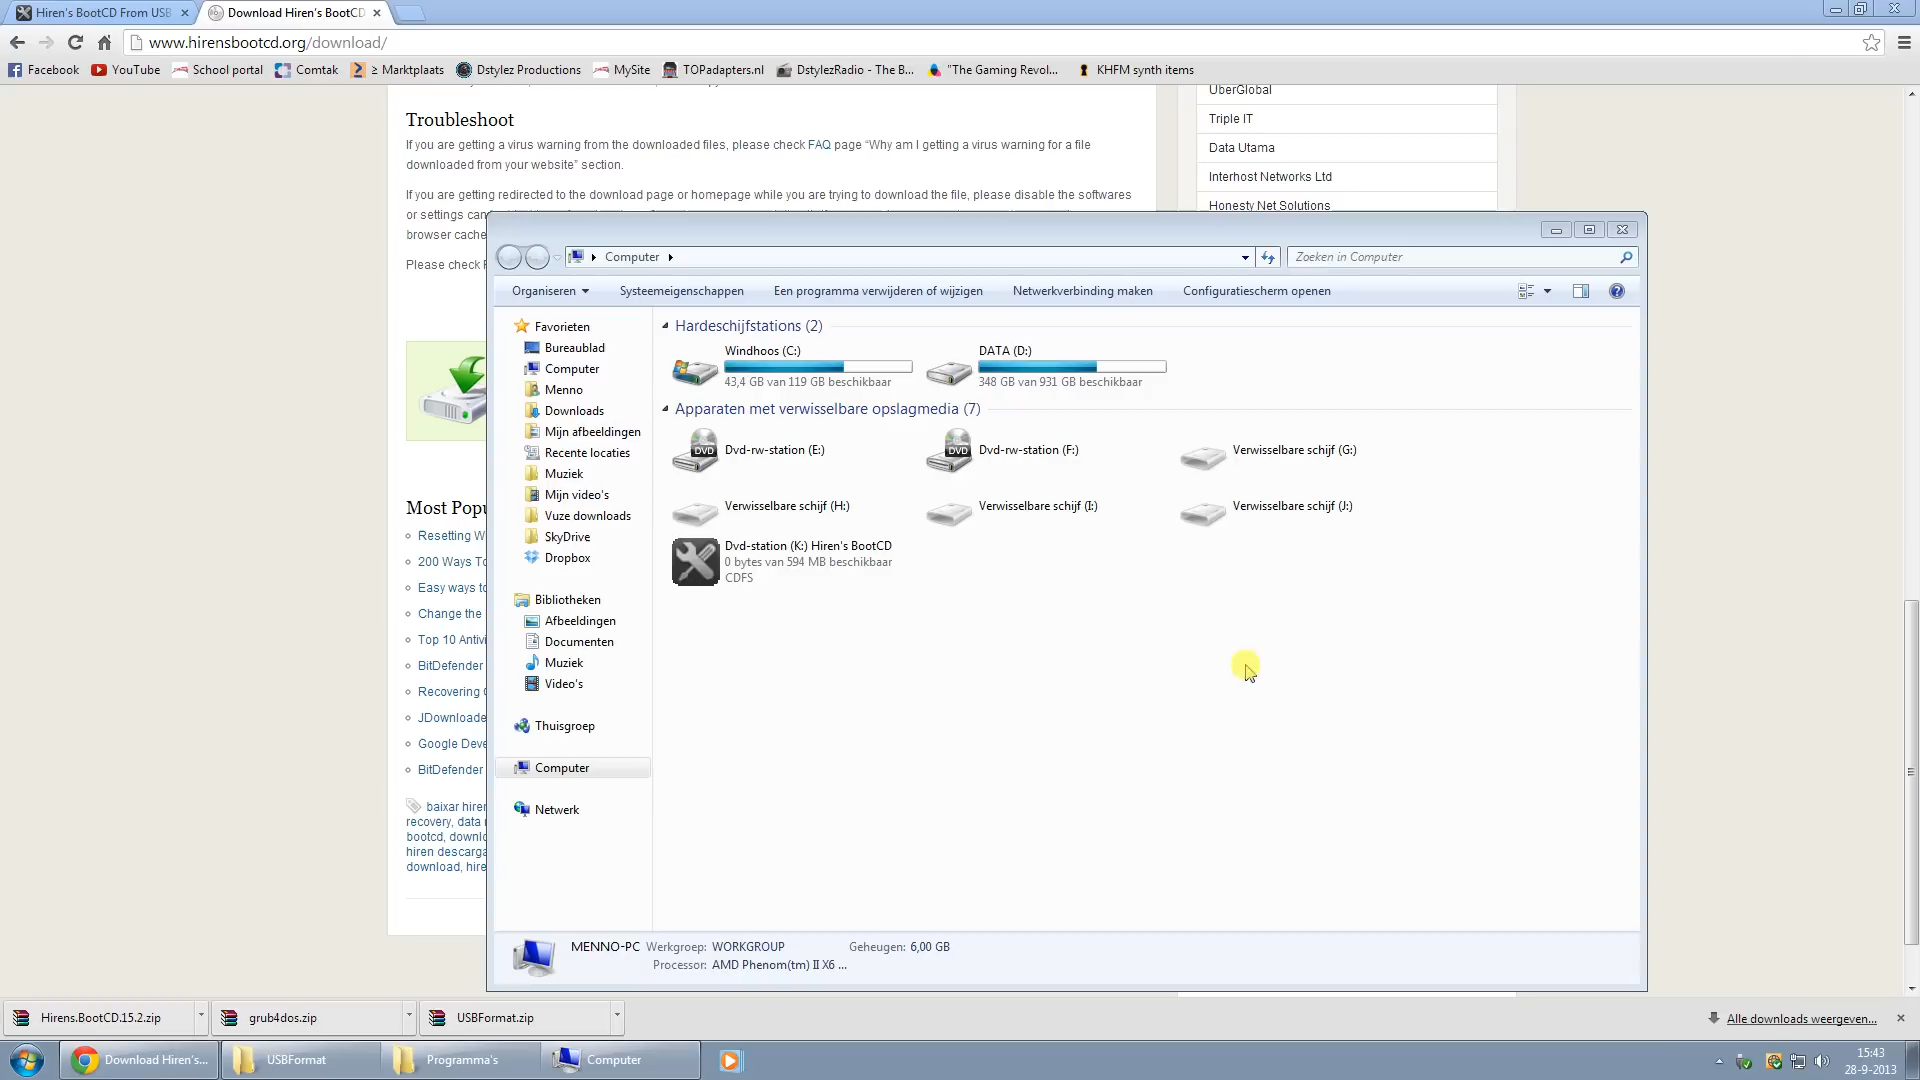 Hiren's BootCD From USB
Download Hiren's BootCD
www.hirensbootcd.org/download/
Facebook
YouTube
School portal
Comtak
≥ Marktplaats
Dstylez Productions
MySite
TOPadapters.nl
DstylezRadio - The B...
"The Gaming Revol...
KHFM synth items
Troubleshoot
If you are getting a virus warning from the downloaded files, please check FAQ page “Why am I getting a virus warning for a file
downloaded from your website” section.
If you are getting redirected to the download page or homepage while you are trying to download the file, please disable the softwares
or settings can
browser cache
Please check
Most Popu
Resetting W
200 Ways To
Easy ways to
Change the
Top 10 Antivi
BitDefender
Recovering
JDownloade
Google Deve
BitDefender
baixar hiren
recovery, data
bootcd, downlo
hiren descarga
download, hire
UberGlobal
Triple IT
Data Utama
Interhost Networks Ltd
Honesty Net Solutions
Computer
Zoeken in Computer
Organiseren
Systeemeigenschappen
Een programma verwijderen of wijzigen
Netwerkverbinding maken
Configuratiescherm openen
Favorieten
Bureaublad
Computer
Menno
Downloads
Mijn afbeeldingen
Recente locaties
Muziek
Mijn video's
Vuze downloads
SkyDrive
Dropbox
Bibliotheken
Afbeeldingen
Documenten
Muziek
Video's
Thuisgroep
Computer
Netwerk
Hardeschijfstations (2)
Windhoos (C:)
43,4 GB van 119 GB beschikbaar
DATA (D:)
348 GB van 931 GB beschikbaar
Apparaten met verwisselbare opslagmedia (7)
DVD
Dvd-rw-station (E:)
DVD
Dvd-rw-station (F:)
Verwisselbare schijf (G:)
Verwisselbare schijf (H:)
Verwisselbare schijf (I:)
Verwisselbare schijf (J:)
Dvd-station (K:) Hiren's BootCD
0 bytes van 594 MB beschikbaar
CDFS
MENNO-PC Werkgroep: WORKGROUP Geheugen: 6,00 GB
Processor: AMD Phenom(tm) II X6 ...
Hirens.BootCD.15.2.zip
grub4dos.zip
USBFormat.zip
Alle downloads weergeven...
Download Hiren's...
USBFormat
Programma's
Computer
15:43
28-9-2013